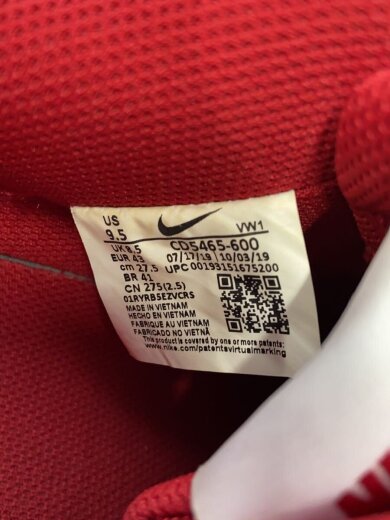 US
9.5 VW1
UK 8.5 CD5465-600
EUR 43 07/17/19 10/03/19
cm 27.5 UPC 00193151675200
BR 41
CN 275(2.5)
01RYRB5EZVCRS
MADE IN VIETNAM
HECHO EN VIETNAM
FABRIQUE AU VIETNAM
FABRICADO NO VIETNÃ
This product is covered by one or more patents.
www.nike.com/patentsvirtualmarking